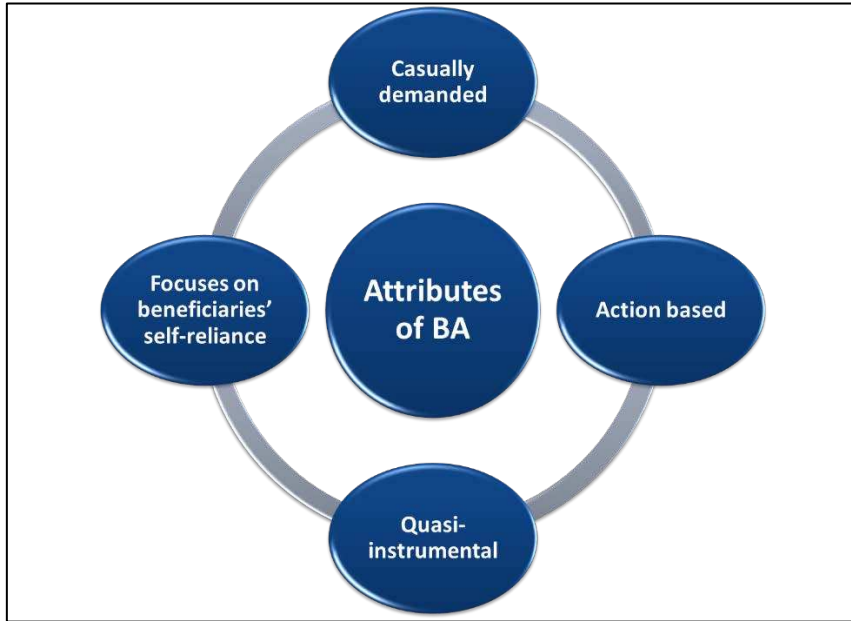 Casually
demanded
Focuses on
beneficiaries’
self-reliance
Attributes
of BA
Action based
Quasi-
instrumental